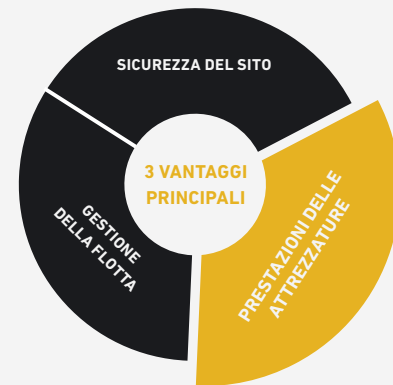 SICUREZZA DEL SITO
3 VANTAGGI
PRINCIPALI
GESTIONE
DELLA FLOTTA
PRESTAZIONI DELLE
ATTREZZATURE